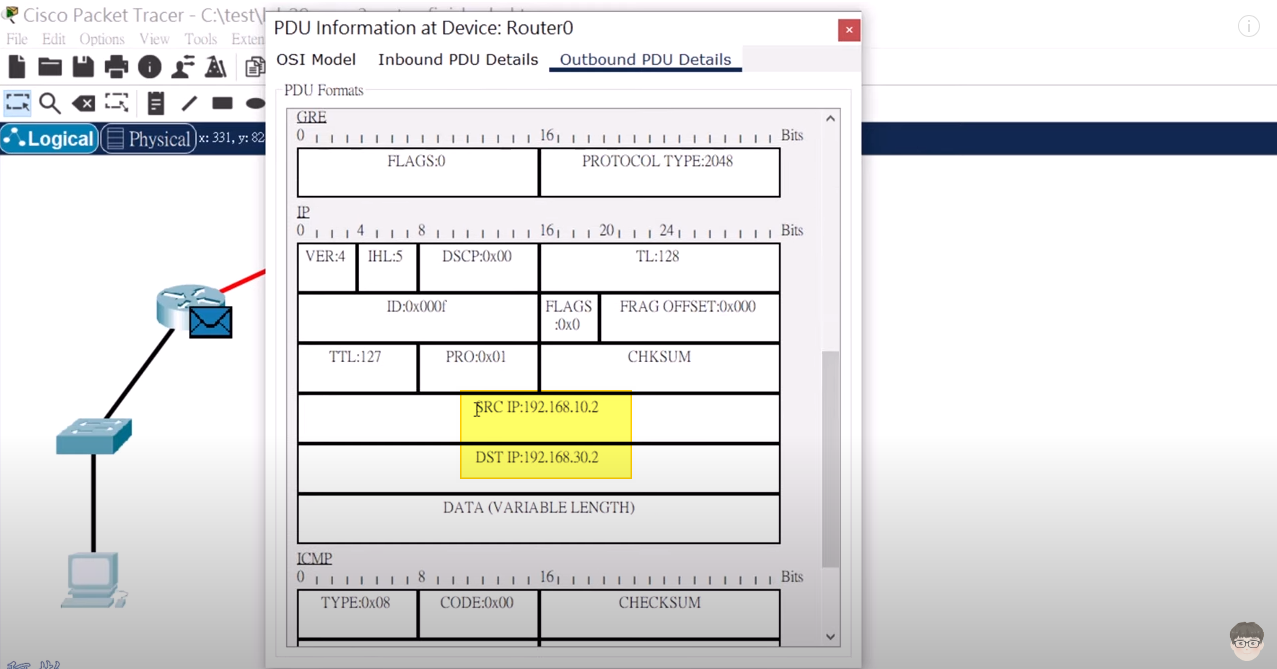 Cisco Packet Tracer - C:\test\
PDU Information at Device: Router0
File Edit Options View Tools Exten
OSI Model Inbound PDU Details Outbound PDU Details
PDU Formats
Logical Physical x: 331, y: 82
GRE
0 16 Bits
FLAGS:0 PROTOCOL TYPE:2048
IP
0 4 8 16 20 24 Bits
VER:4 IHL:5 DSCP:0x00 TL:128
ID:0x000f FLAGS:0x0 FRAG OFFSET:0x000
TTL:127 PRO:0x01 CHKSUM
SRC IP:192.168.10.2
DST IP:192.168.30.2
DATA (VARIABLE LENGTH)
ICMP
0 8 16 Bits
TYPE:0x08 CODE:0x00 CHECKSUM